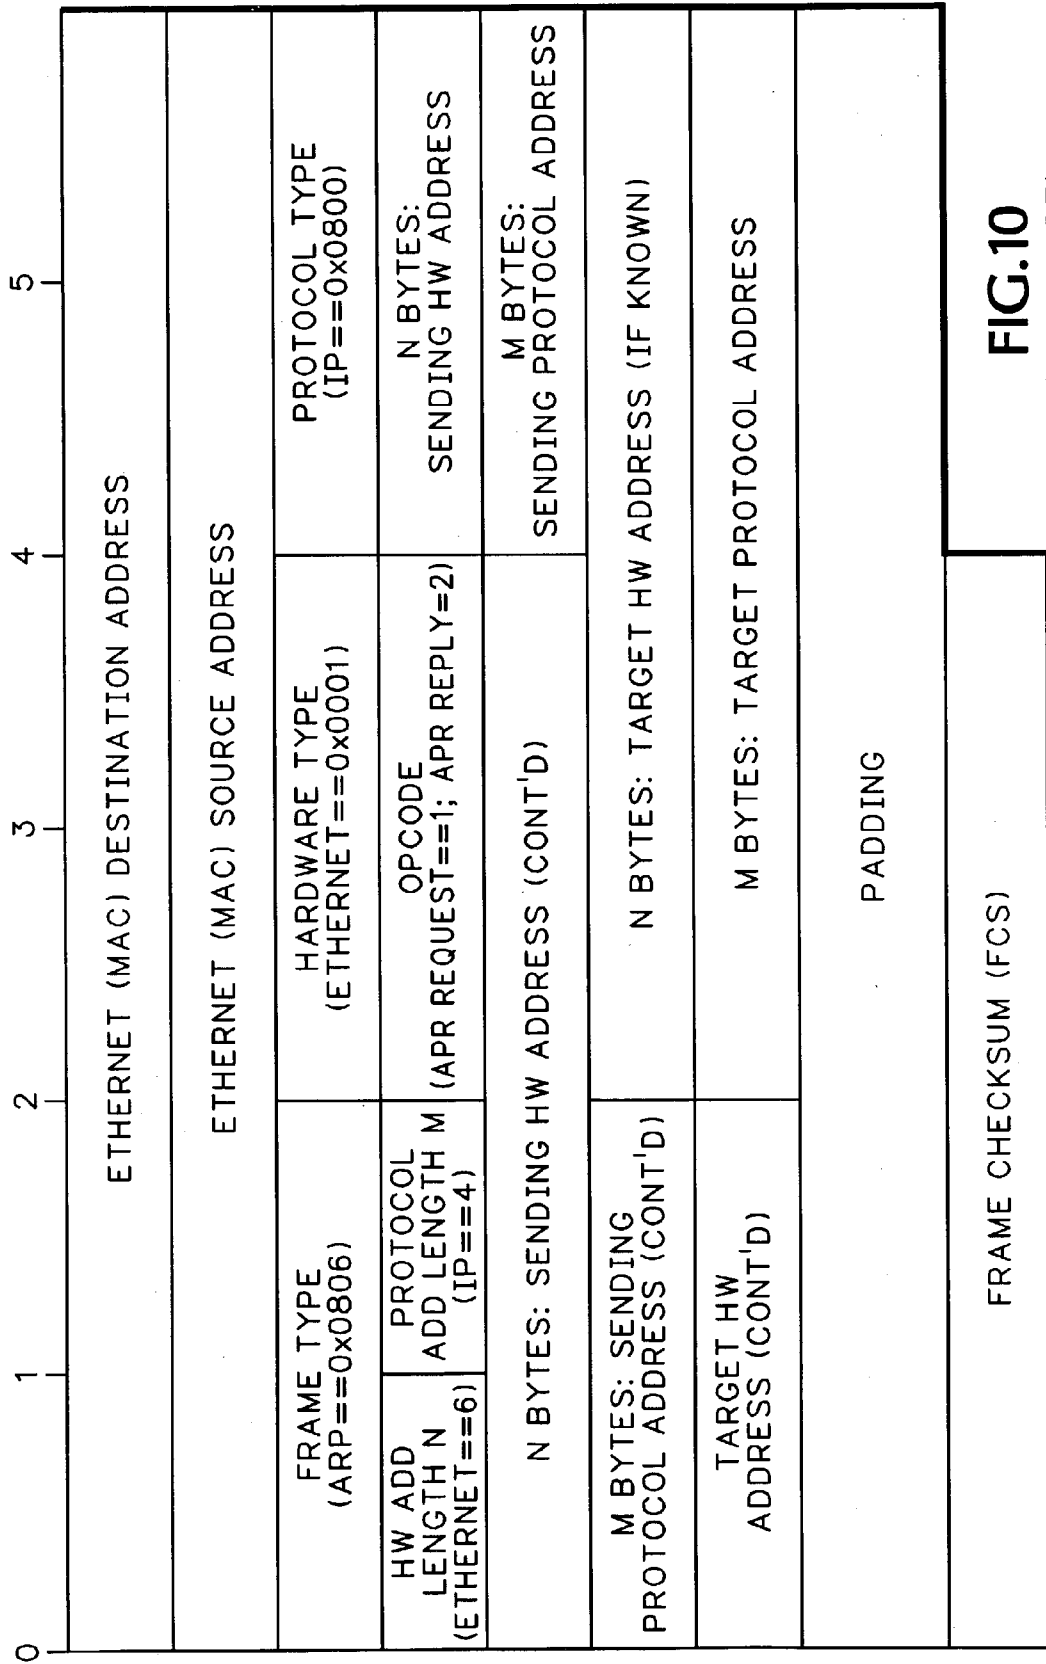 0 1 2 3 4 5
ETHERNET (MAC) DESTINATION ADDRESS
ETHERNET (MAC) SOURCE ADDRESS
FRAME TYPE
(ARP==0x0806)
HARDWARE TYPE
(ETHERNET==0x0001)
PROTOCOL TYPE
(IP==0x0800)
HW ADD
LENGTH N
(ETHERNET==6)
PROTOCOL
ADD LENGTH M
(IP==4)
OPCODE
(APR REQUEST==1; APR REPLY=2)
N BYTES:
SENDING HW ADDRESS
N BYTES: SENDING HW ADDRESS (CONT'D)
M BYTES:
SENDING PROTOCOL ADDRESS
M BYTES: SENDING
PROTOCOL ADDRESS (CONT'D)
N BYTES: TARGET HW ADDRESS (IF KNOWN)
TARGET HW
ADDRESS (CONT'D)
M BYTES: TARGET PROTOCOL ADDRESS
PADDING
FRAME CHECKSUM (FCS)
FIG.10